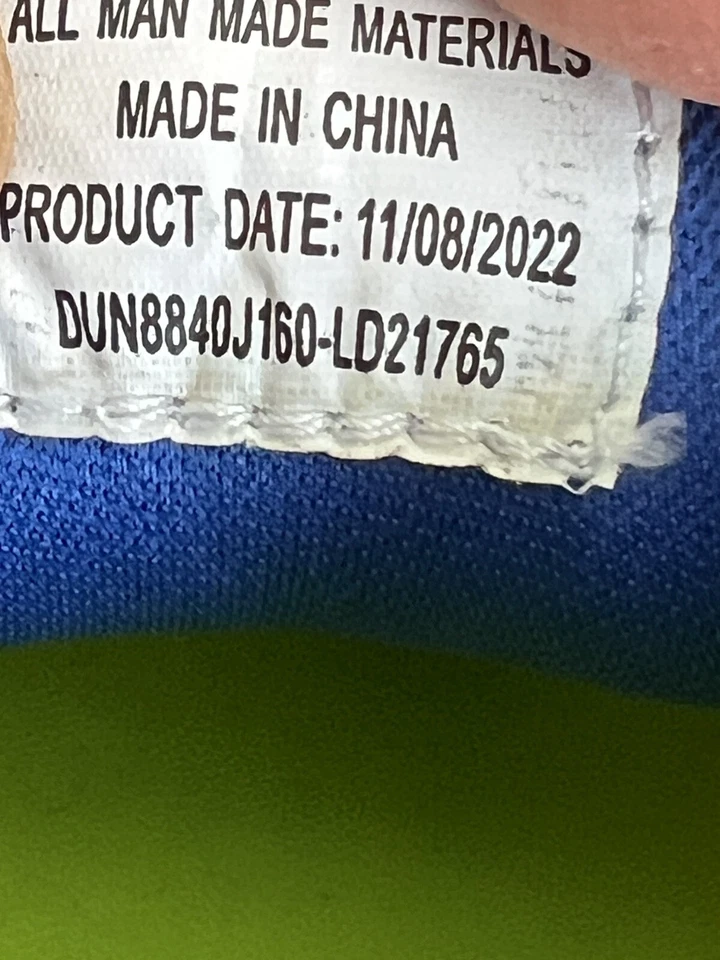 ALL MAN MADE MATERIALS
MADE IN CHINA
PRODUCT DATE: 11/08/2022
DUN8840J160-LD21765